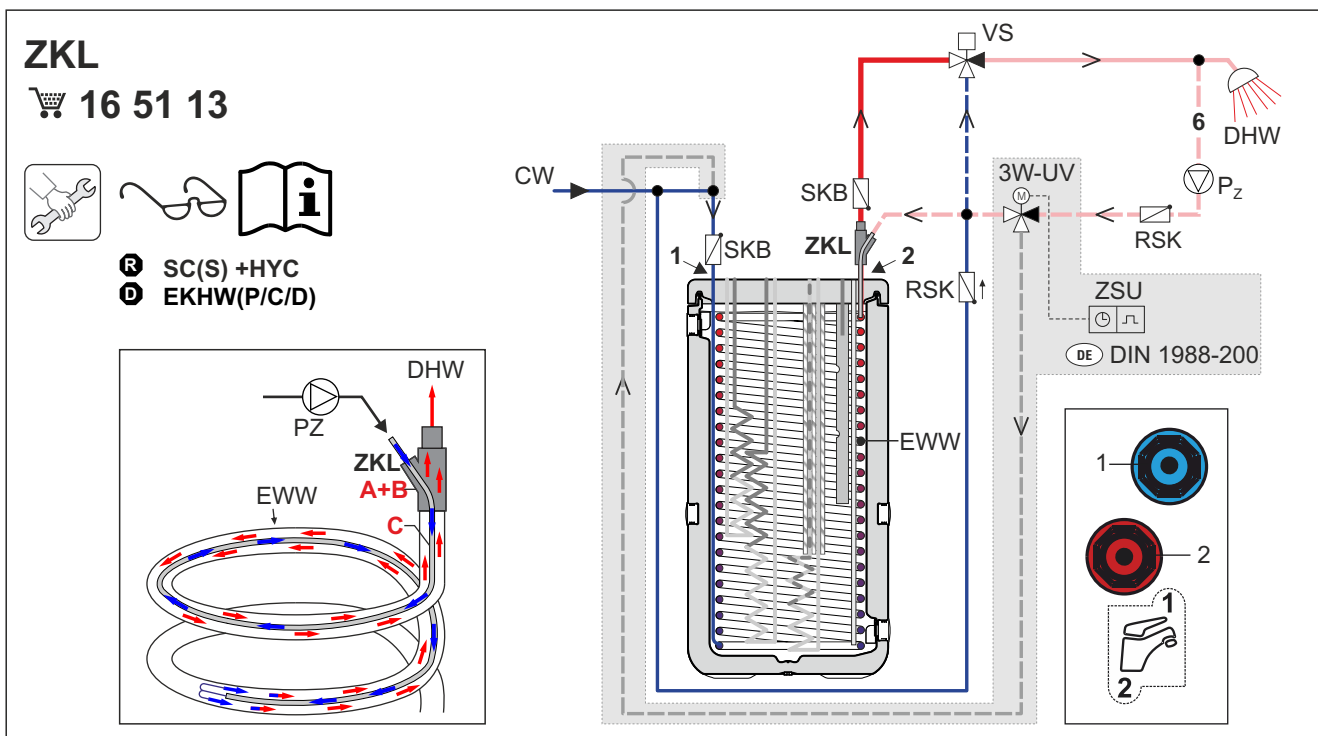 ZKL
16 51 13
i
R SC(S) +HYC
D EKHW(P/C/D)
DHW
PZ
ZKL
A+B
EWW
C
VS
CW
6
DHW
3W-UV
M
PZ
SKB
RSK
1
SKB
ZKL
2
RSK
ZSU
DE DIN 1988-200
EWW
1
2
1
2